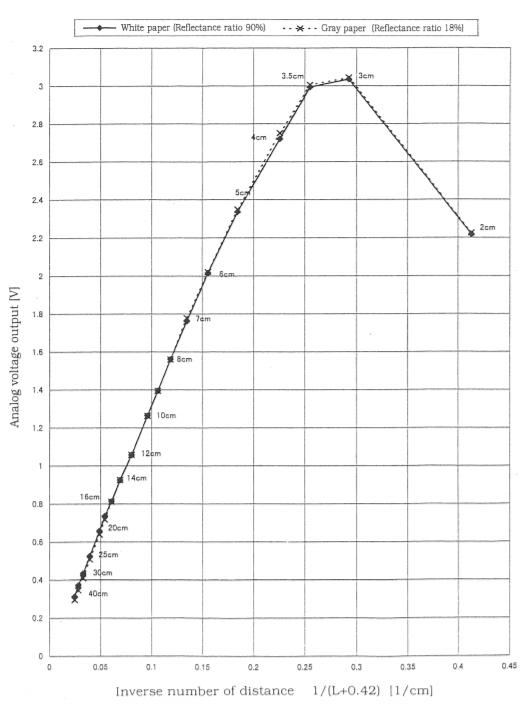 White paper (Reflectance ratio 90%) Gray paper (Reflectance ratio 18%)
3.2
3
2.8
2.6
2.4
2.2
2
1.8
1.6
1.4
1.2
1
0.8
0.6
0.4
0.2
0
3.5cm
3cm
4cm
5cm
2cm
6cm
7cm
8cm
10cm
12cm
14cm
16cm
20cm
25cm
30cm
40cm
0 0.05 0.1 0.15 0.2 0.25 0.3 0.35 0.4 0.45
Analog voltage output [V]
Inverse number of distance 1/(L+0.42) [1/cm]